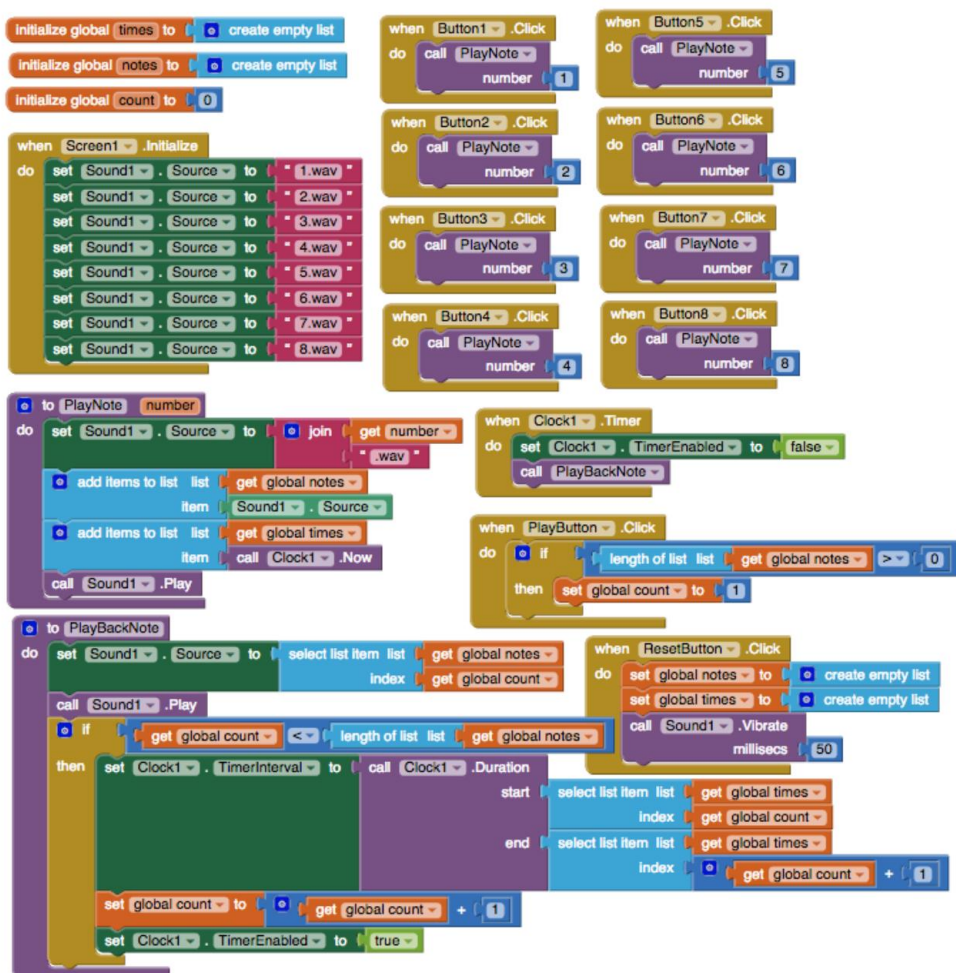 initialize global times to create empty list
initialize global notes to create empty list
initialize global count to 0
when Screen1 .Initialize
do set Sound1 . Source to " 1.wav "
set Sound1 . Source to " 2.wav "
set Sound1 . Source to " 3.wav "
set Sound1 . Source to " 4.wav "
set Sound1 . Source to " 5.wav "
set Sound1 . Source to " 6.wav "
set Sound1 . Source to " 7.wav "
set Sound1 . Source to " 8.wav "
when Button1 .Click
do call PlayNote
number 1
when Button2 .Click
do call PlayNote
number 2
when Button3 .Click
do call PlayNote
number 3
when Button4 .Click
do call PlayNote
number 4
when Button5 .Click
do call PlayNote
number 5
when Button6 .Click
do call PlayNote
number 6
when Button7 .Click
do call PlayNote
number 7
when Button8 .Click
do call PlayNote
number 8
to PlayNote number
do set Sound1 . Source to join get number
" .wav "
add items to list list get global notes
item Sound1 . Source
add items to list list get global times
item call Clock1 .Now
call Sound1 .Play
when Clock1 .Timer
do set Clock1 . TimerEnabled to false
call PlayBackNote
when PlayButton .Click
do if length of list list get global notes > 0
then set global count to 1
to PlayBackNote
do set Sound1 . Source to select list item list get global notes
index get global count
call Sound1 .Play
if get global count < length of list list get global notes
then set Clock1 . TimerInterval to call Clock1 .Duration
start select list item list get global times
index get global count
end select list item list get global times
index get global count + 1
set global count to get global count + 1
set Clock1 . TimerEnabled to true
when ResetButton .Click
do set global notes to create empty list
set global times to create empty list
call Sound1 .Vibrate
millisecs 50